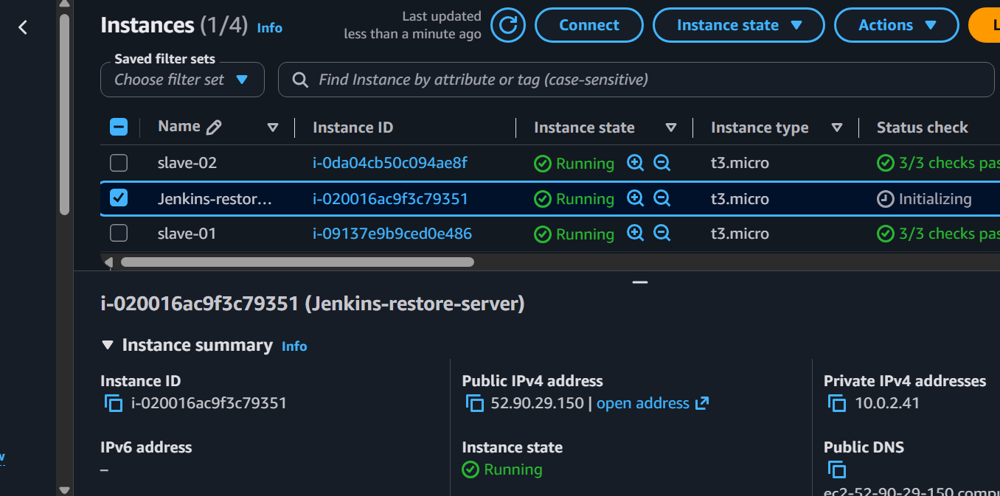 Instances (1/4) Info
Last updated
less than a minute ago
Connect
Instance state
Actions
Saved filter sets
Choose filter set
Find Instance by attribute or tag (case-sensitive)
Name Instance ID Instance state Instance type Status check
slave-02 i-0da04cb50c094ae8f Running t3.micro 3/3 checks pas
Jenkins-restor... i-020016ac9f3c79351 Running t3.micro Initializing
slave-01 i-09137e9b9ced0e486 Running t3.micro 3/3 checks pas
i-020016ac9f3c79351 (Jenkins-restore-server)
Instance summary Info
Instance ID
i-020016ac9f3c79351
Public IPv4 address
52.90.29.150 | open address
Private IPv4 addresses
10.0.2.41
IPv6 address
–
Instance state
Running
Public DNS
ec2-52-90-29-150.compu